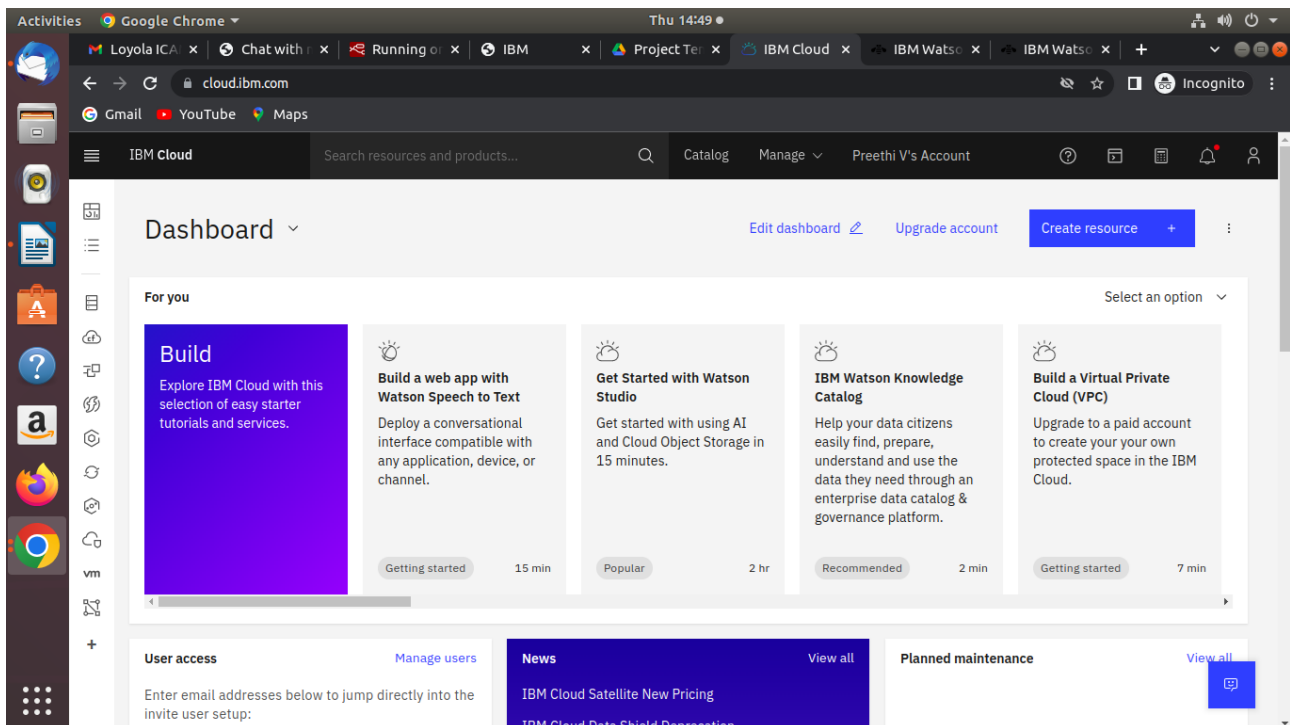 Activities Google Chrome Thu 14:49
Loyola ICA Chat with r Running or IBM Project Ter IBM Cloud IBM Watso IBM Watso
cloud.ibm.com Incognito
Gmail YouTube Maps
IBM Cloud Search resources and products... Catalog Manage Preethi V's Account
Dashboard Edit dashboard Upgrade account Create resource +
For you Select an option
Build
Explore IBM Cloud with this
selection of easy starter
tutorials and services.
Build a web app with
Watson Speech to Text
Deploy a conversational
interface compatible with
any application, device, or
channel.
Getting started 15 min
Get Started with Watson
Studio
Get started with using AI
and Cloud Object Storage in
15 minutes.
Popular 2 hr
IBM Watson Knowledge
Catalog
Help your data citizens
easily find, prepare,
understand and use the
data they need through an
enterprise data catalog &
governance platform.
Recommended 2 min
Build a Virtual Private
Cloud (VPC)
Upgrade to a paid account
to create your your own
protected space in the IBM
Cloud.
Getting started 7 min
vm
User access Manage users
Enter email addresses below to jump directly into the
invite user setup:
News View all
IBM Cloud Satellite New Pricing
IBM Cloud Data Shield Deprecation
Planned maintenance View all